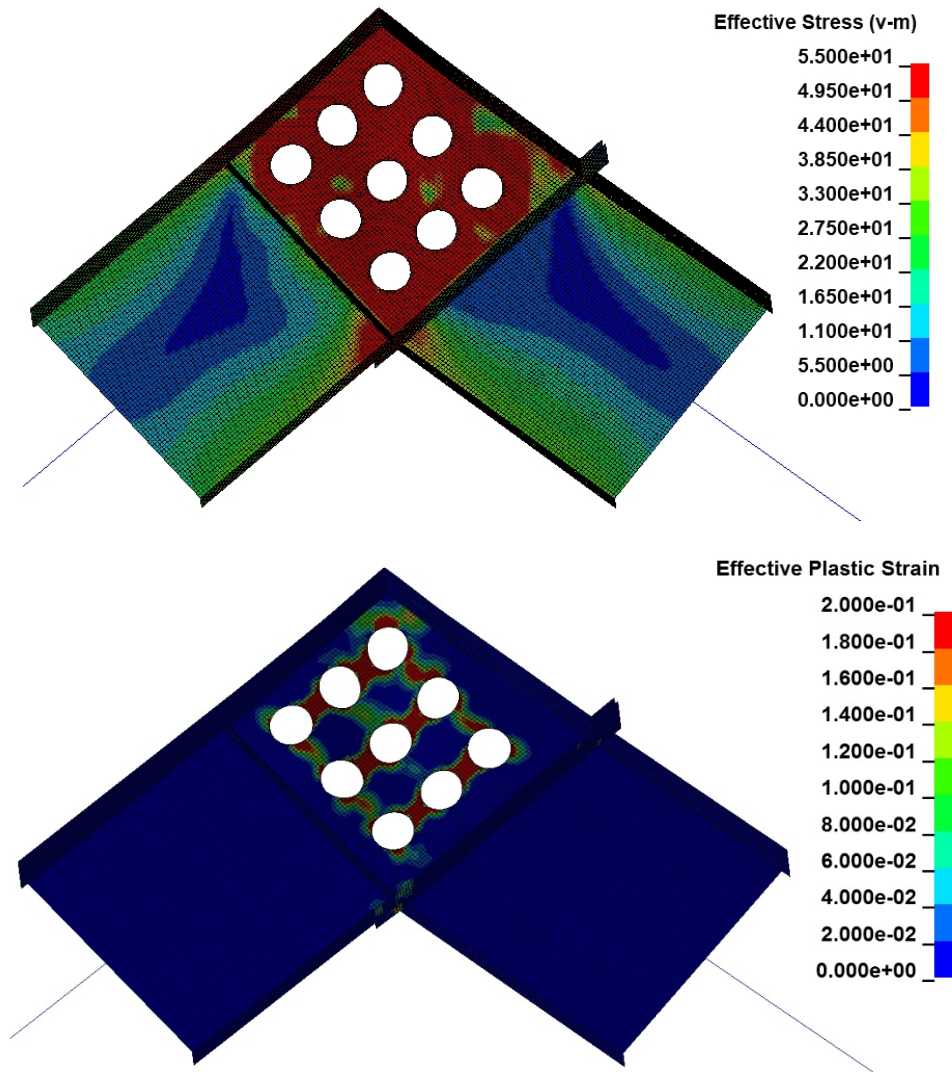 Effective Stress (v-m)
5.500e+01
4.950e+01
4.400e+01
3.850e+01
3.300e+01
2.750e+01
2.200e+01
1.650e+01
1.100e+01
5.500e+00
0.000e+00
Effective Plastic Strain
2.000e-01
1.800e-01
1.600e-01
1.400e-01
1.200e-01
1.000e-01
8.000e-02
6.000e-02
4.000e-02
2.000e-02
0.000e+00